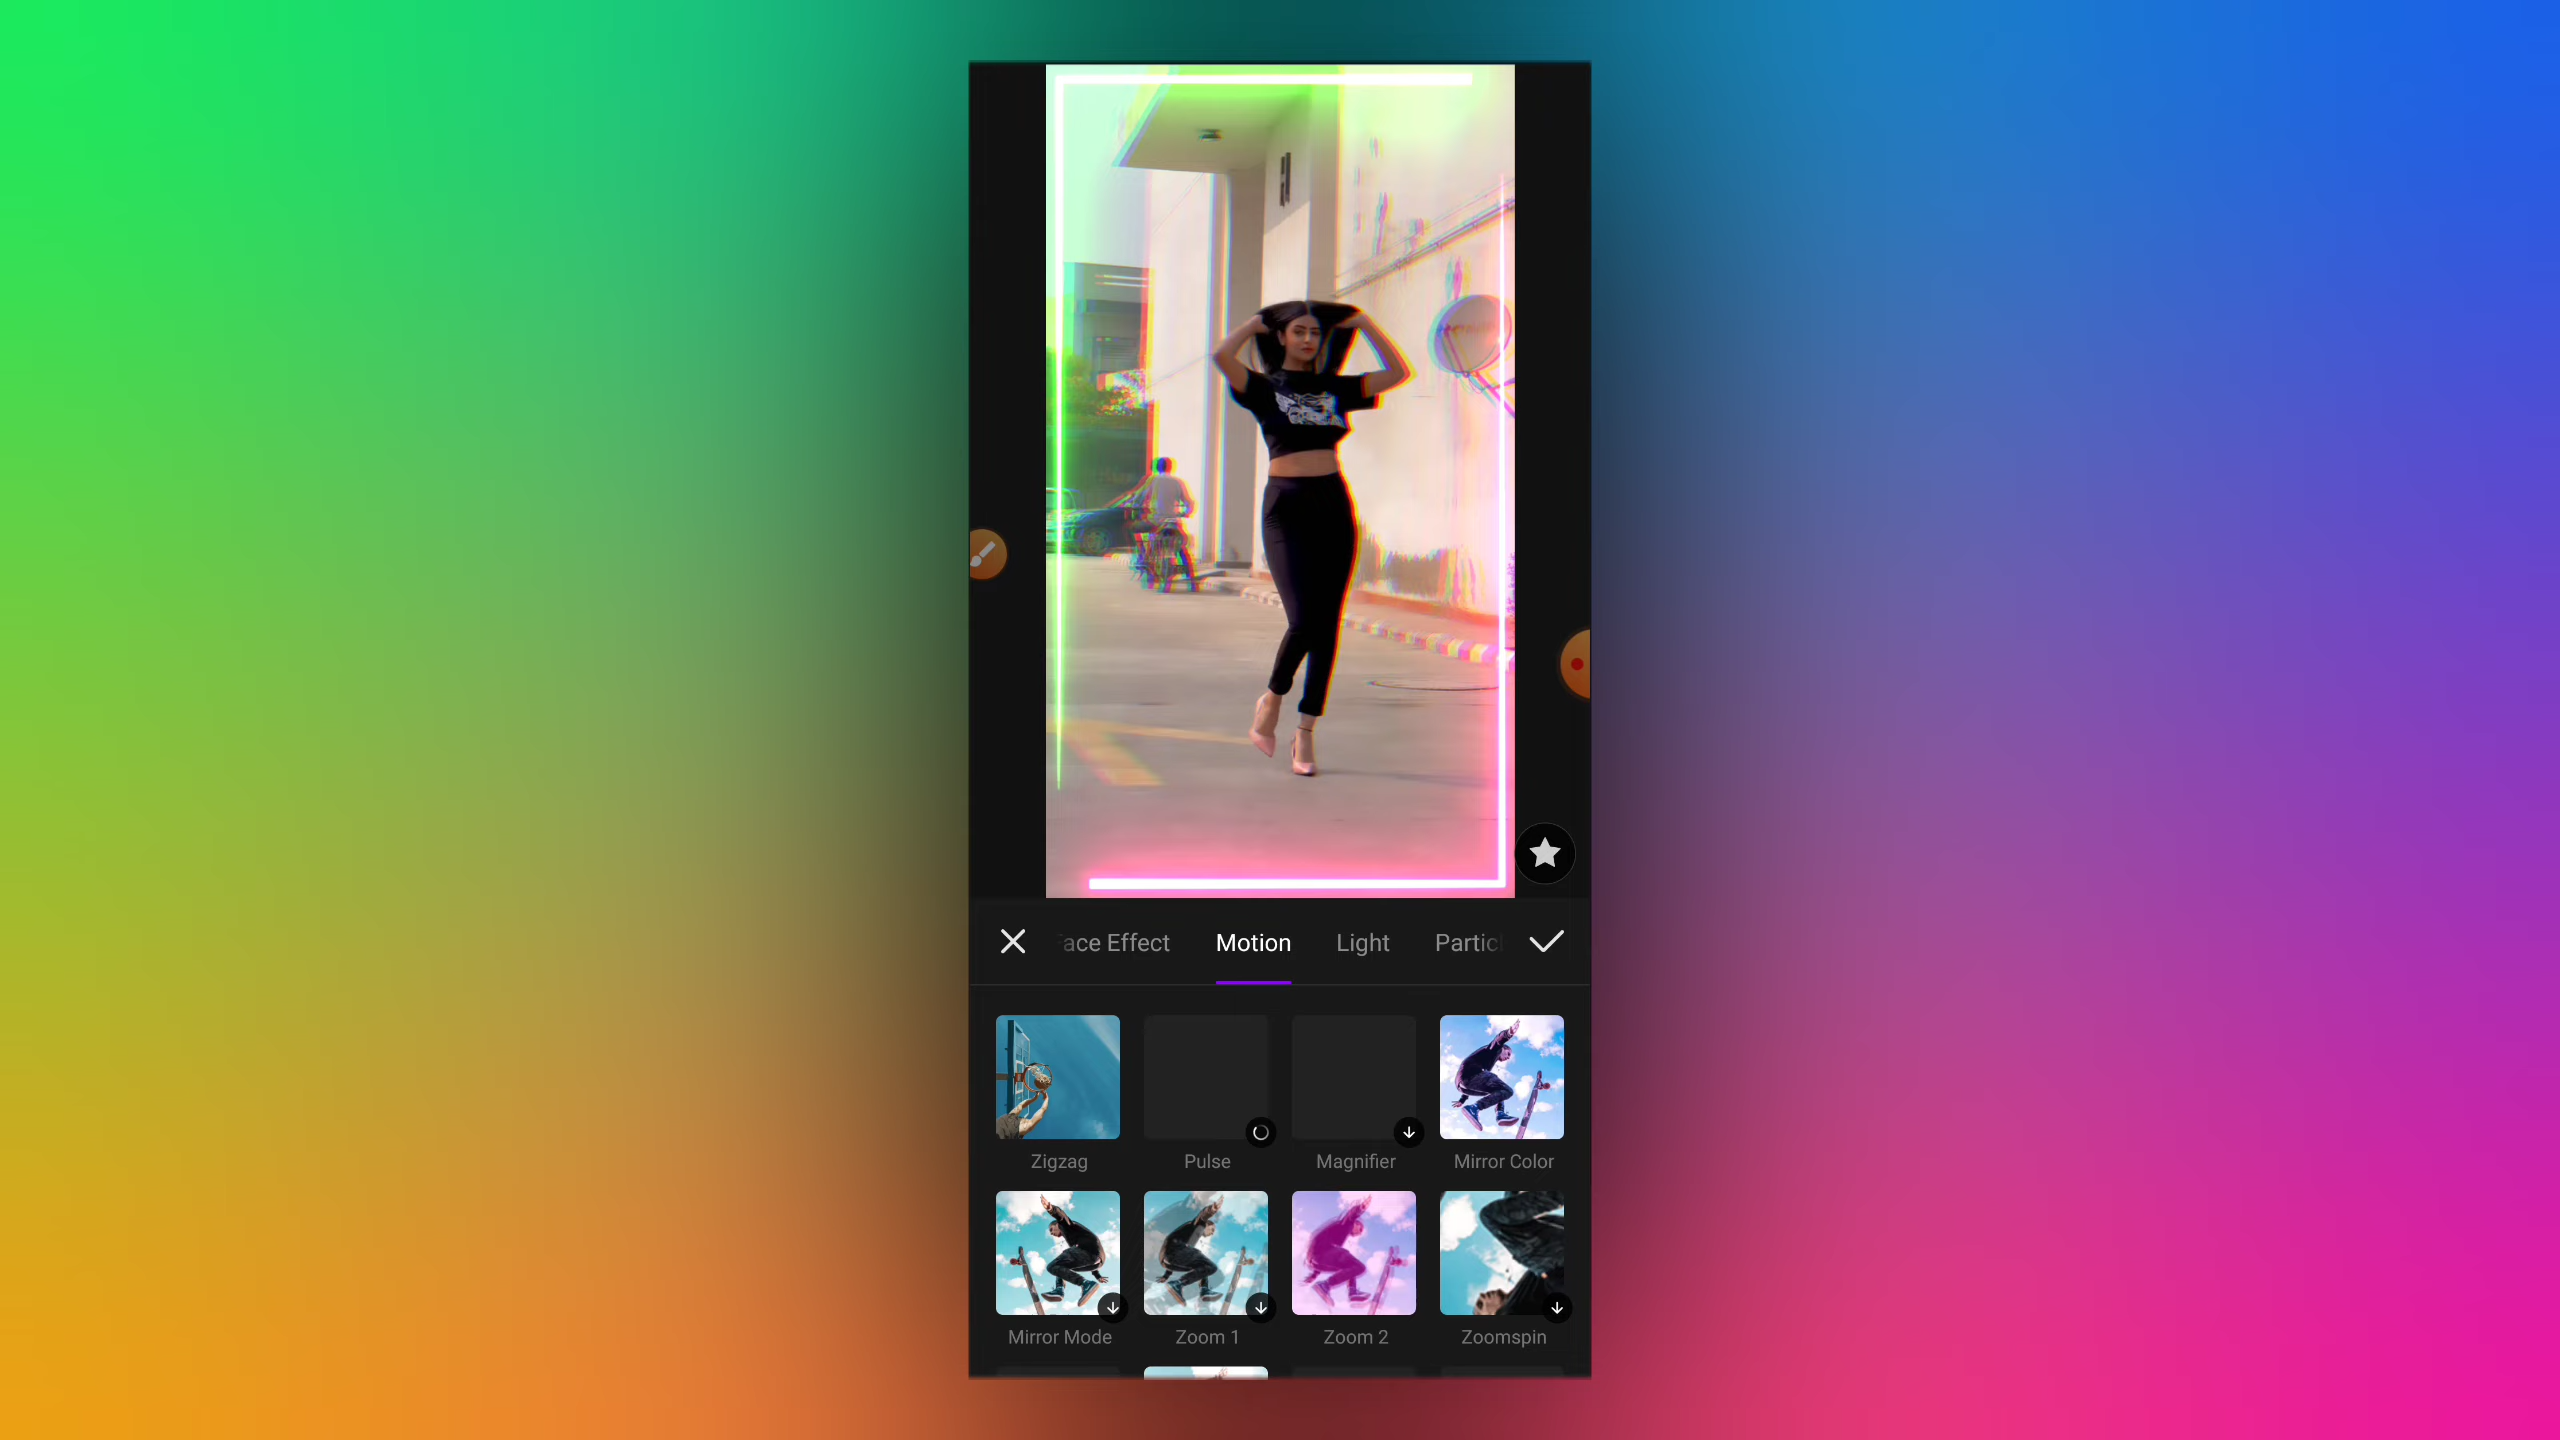 ace Effect Motion Light Partic
Zigzag Pulse Magnifier Mirror Color
Mirror Mode Zoom 1 Zoom 2 Zoomspin